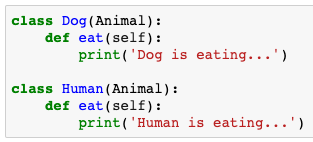 class Dog(Animal):
    def eat(self):
        print('Dog is eating...')

class Human(Animal):
    def eat(self):
        print('Human is eating...')